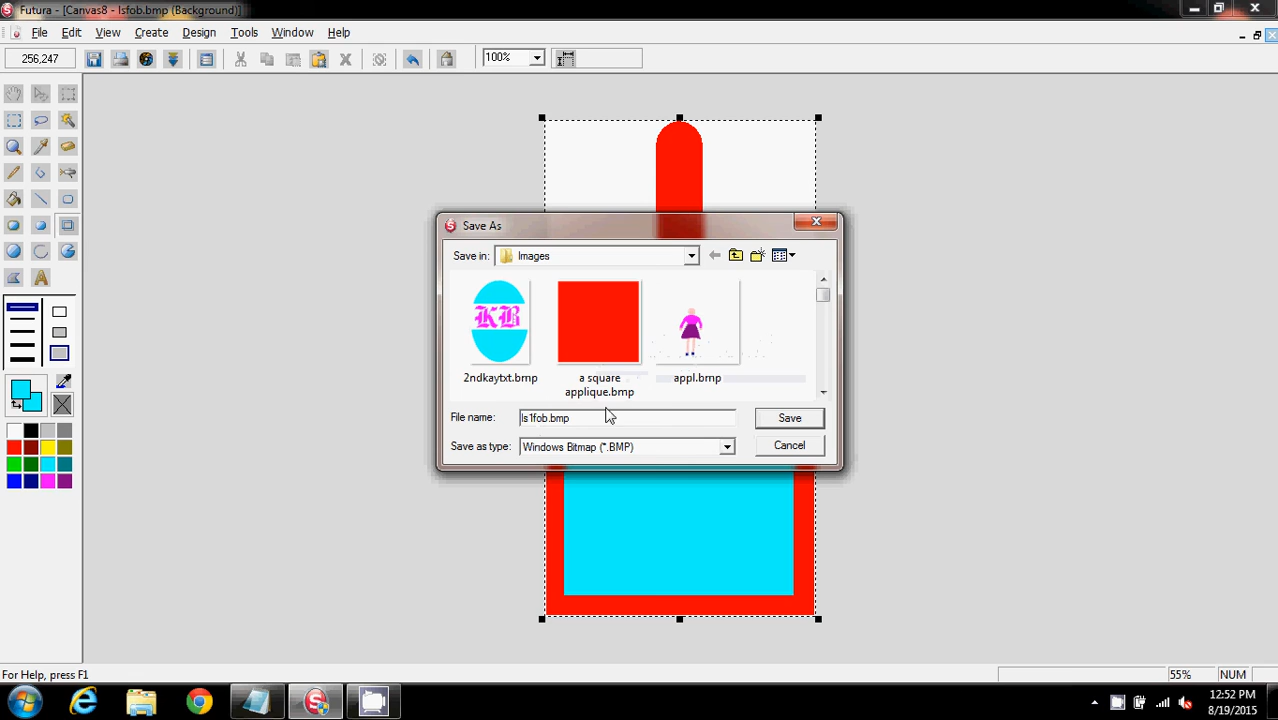 Futura - [Canvas8 - lsfob.bmp (Background)]
File Edit View Create Design Tools Window Help
256,247
100%
Save As
Save in: Images
KB
2ndkaytxt.bmp
a square
applique.bmp
appl.bmp
File name: ls1fob.bmp
Save
Save as type: Windows Bitmap (*.BMP)
Cancel
For Help, press F1
55% NUM
12:52 PM
8/19/2015